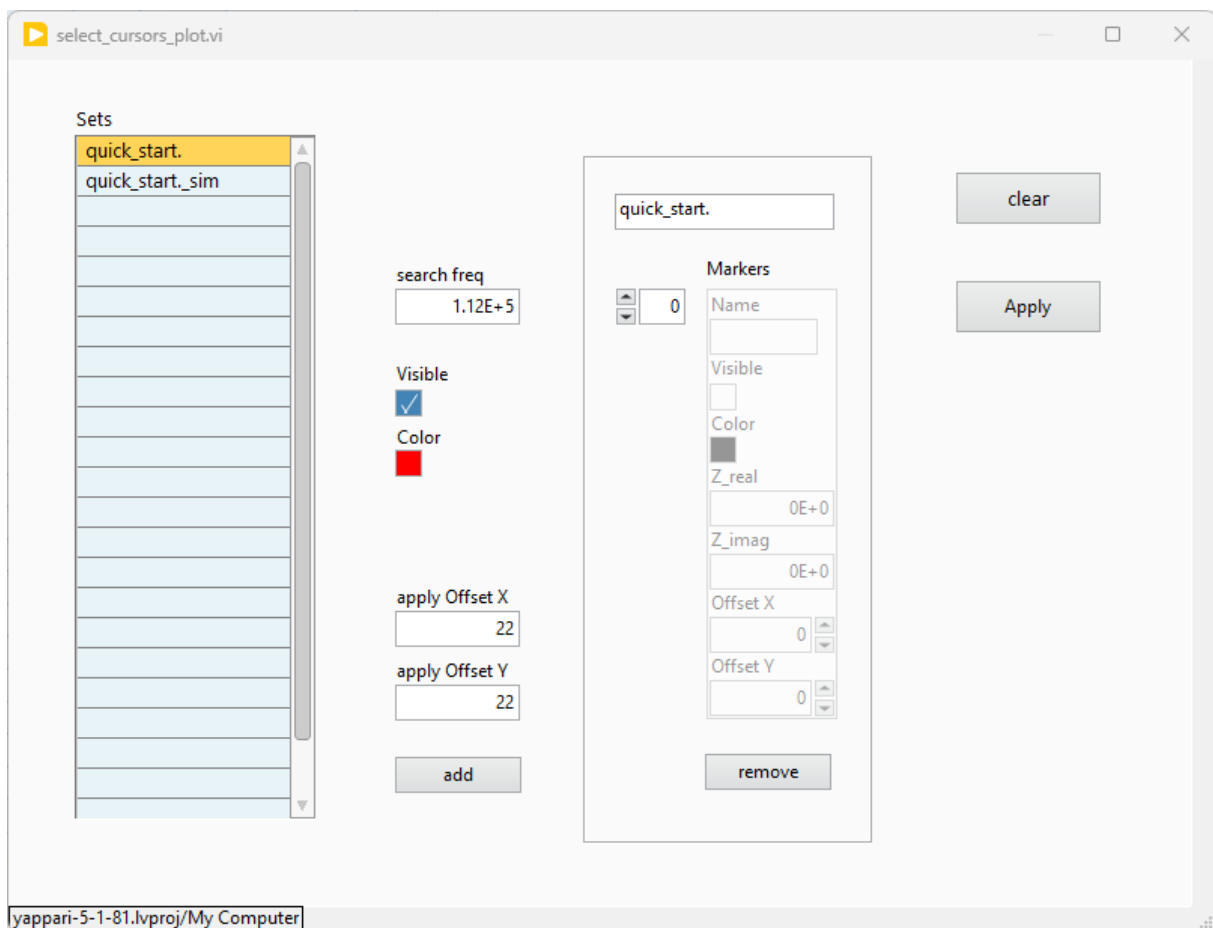 select_cursors_plot.vi
Sets
quick_start.
quick_start._sim
search freq
1.12E+5
Visible
Color
apply Offset X
22
apply Offset Y
22
add
quick_start.
0
Markers
Name
Visible
Color
Z_real
0E+0
Z_imag
0E+0
Offset X
0
Offset Y
0
remove
clear
Apply
yappari-5-1-81.lvproj/My Computer